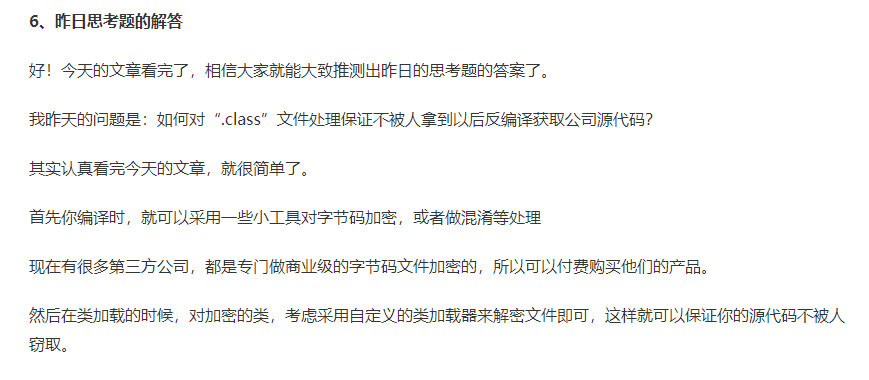 6、昨日思考题的解答
好！今天的文章看完了，相信大家就能大致推测出昨日的思考题的答案了。
我昨天的问题是：如何对“.class”文件处理保证不被人拿到以后反编译获取公司源代码？
其实认真看完今天的文章，就很简单了。
首先你编译时，就可以采用一些小工具对字节码加密，或者做混淆等处理
现在有很多第三方公司，都是专门做商业级的字节码文件加密的，所以可以付费购买他们的产品。
然后在类加载的时候，对加密的类，考虑采用自定义的类加载器来解密文件即可，这样就可以保证你的源代码不被人
窃取。